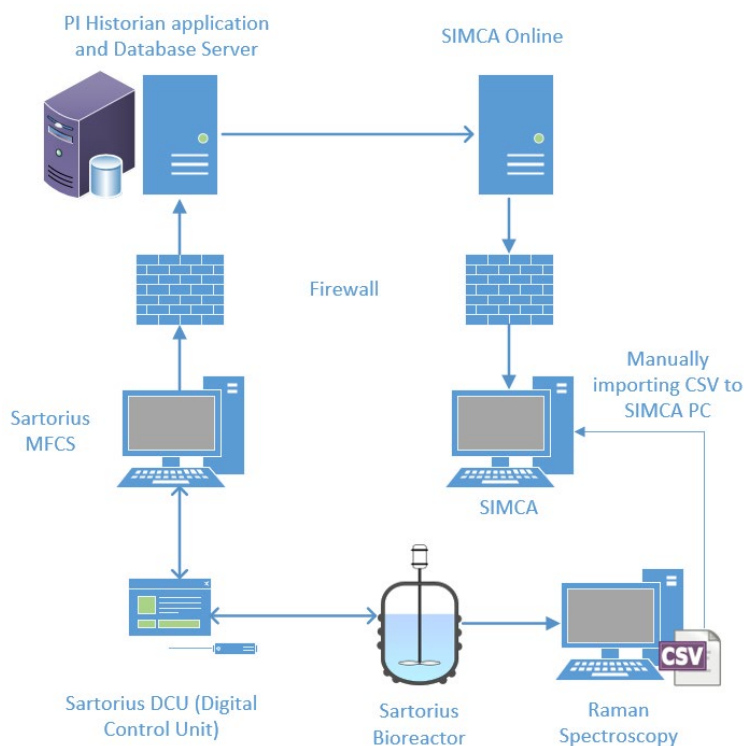 PI Historian application
and Database Server
SIMCA Online
Firewall
Manually
importing CSV to
SIMCA PC
Sartorius
MFCS
SIMCA
CSV
Sartorius DCU (Digital
Control Unit)
Sartorius
Bioreactor
Raman
Spectroscopy